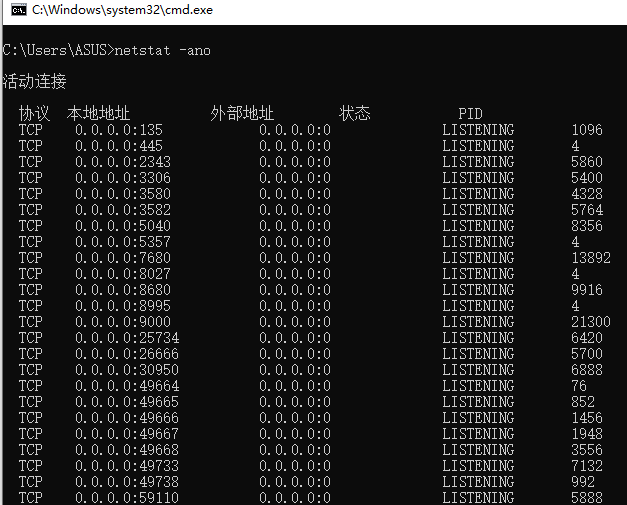 C:\Windows\system32\cmd.exe
C:\Users\ASUS>netstat -ano
活动连接
协议 本地地址 外部地址 状态 PID
TCP 0.0.0.0:135 0.0.0.0:0 LISTENING 1096
TCP 0.0.0.0:445 0.0.0.0:0 LISTENING 4
TCP 0.0.0.0:2343 0.0.0.0:0 LISTENING 5860
TCP 0.0.0.0:3306 0.0.0.0:0 LISTENING 5400
TCP 0.0.0.0:3580 0.0.0.0:0 LISTENING 4328
TCP 0.0.0.0:3582 0.0.0.0:0 LISTENING 5764
TCP 0.0.0.0:5040 0.0.0.0:0 LISTENING 8356
TCP 0.0.0.0:5357 0.0.0.0:0 LISTENING 4
TCP 0.0.0.0:7680 0.0.0.0:0 LISTENING 13892
TCP 0.0.0.0:8027 0.0.0.0:0 LISTENING 4
TCP 0.0.0.0:8680 0.0.0.0:0 LISTENING 9916
TCP 0.0.0.0:8995 0.0.0.0:0 LISTENING 4
TCP 0.0.0.0:9000 0.0.0.0:0 LISTENING 21300
TCP 0.0.0.0:25734 0.0.0.0:0 LISTENING 6420
TCP 0.0.0.0:26666 0.0.0.0:0 LISTENING 5700
TCP 0.0.0.0:30950 0.0.0.0:0 LISTENING 6888
TCP 0.0.0.0:49664 0.0.0.0:0 LISTENING 76
TCP 0.0.0.0:49665 0.0.0.0:0 LISTENING 852
TCP 0.0.0.0:49666 0.0.0.0:0 LISTENING 1456
TCP 0.0.0.0:49667 0.0.0.0:0 LISTENING 1948
TCP 0.0.0.0:49668 0.0.0.0:0 LISTENING 3556
TCP 0.0.0.0:49733 0.0.0.0:0 LISTENING 7132
TCP 0.0.0.0:49738 0.0.0.0:0 LISTENING 992
TCP 0.0.0.0:59110 0.0.0.0:0 LISTENING 5888